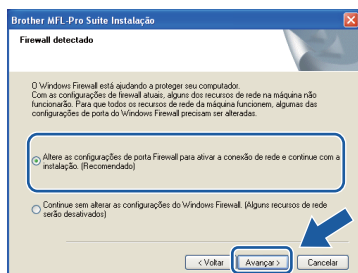 Brother MFL-Pro Suite Instalação
Firewall detectado
O Windows Firewall está ajudando a proteger seu computador.
Com as configurações de firewall atuais, alguns dos recursos de rede na máquina não
funcionarão. Para que todos os recursos de rede da máquina funcionem, algumas das
configurações de porta do Windows Firewall precisam ser alteradas.
Altere as configurações de porta Firewall para ativar a conexão de rede e continue com a
instalação. (Recomendado)
Continue sem alterar as configurações do Windows Firewall. (Alguns recursos de rede
serão desativados)
< Voltar Avançar > Cancelar